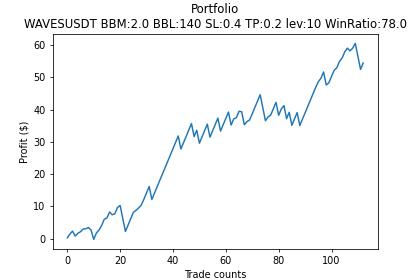 Portfolio
WAVESUSDT BBM:2.0 BBL:140 SL:0.4 TP:0.2 lev:10 WinRatio:78.0
60
50
40
30
20
10
0
Profit ($)
0 20 40 60 80 100
Trade counts